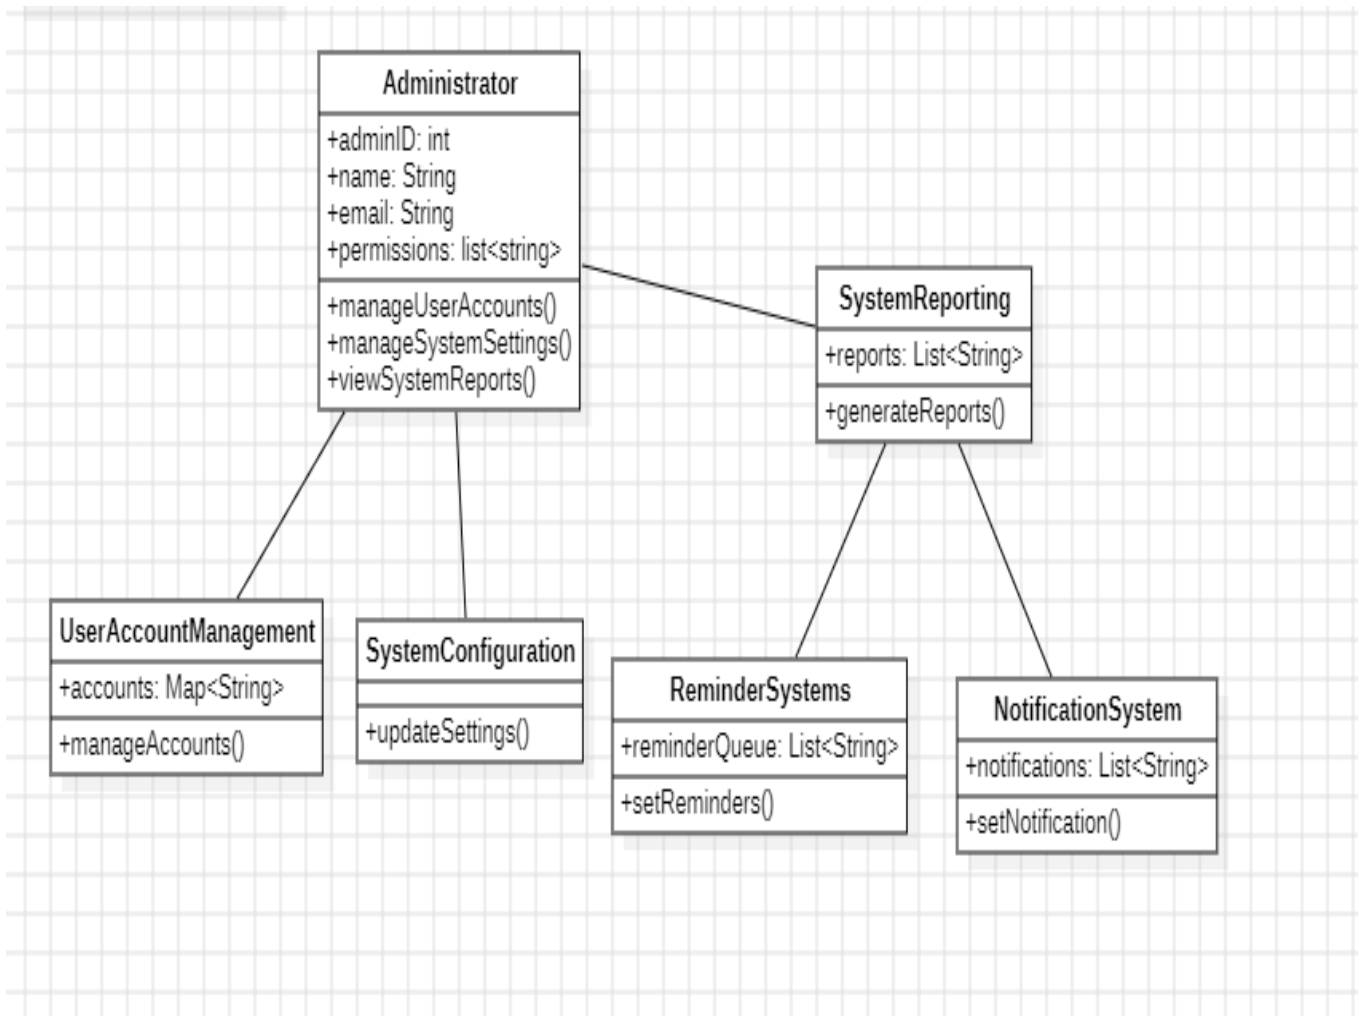 Administrator
+adminID: int
+name: String
+email: String
+permissions: list<string>
+manageUserAccounts()
+manageSystemSettings()
+viewSystemReports()
SystemReporting
+reports: List<String>
+generateReports()
UserAccountManagement
+accounts: Map<String>
+manageAccounts()
SystemConfiguration
+updateSettings()
ReminderSystems
+reminderQueue: List<String>
+setReminders()
NotificationSystem
+notifications: List<String>
+setNotification()